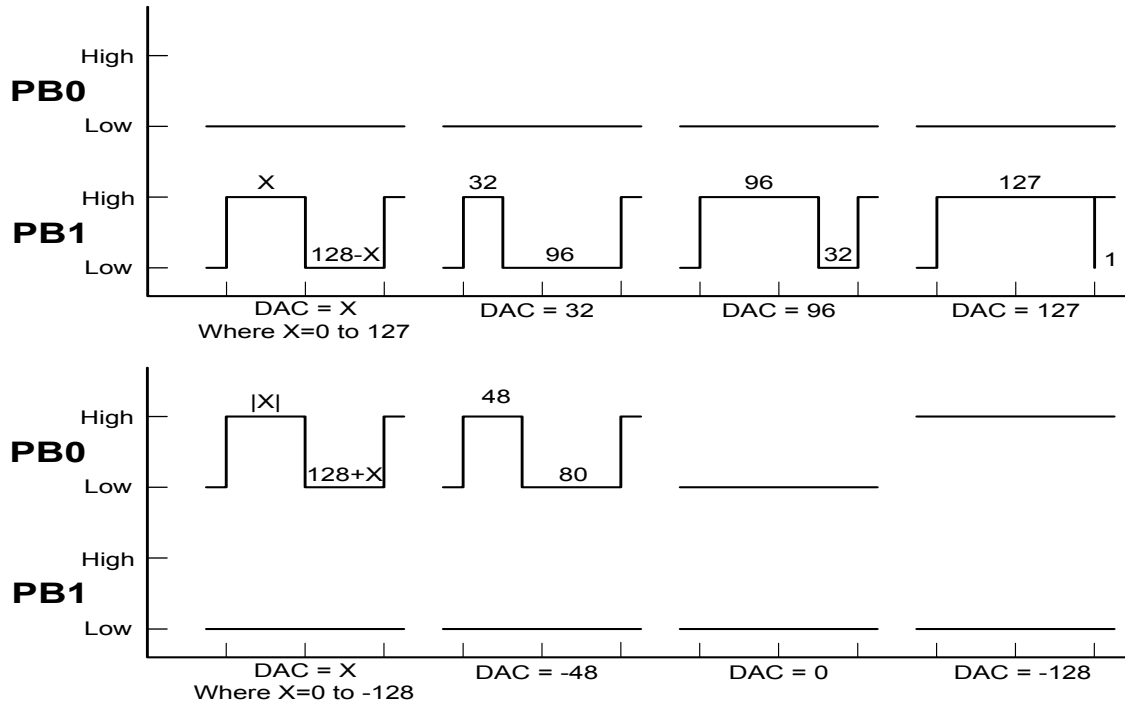 High
PB0
Low
X 32 96 127
High
PB1
128-X 96 32 1
Low
DAC = X DAC = 32 DAC = 96 DAC = 127
Where X=0 to 127
|X| 48
High
PB0
128+X 80
Low
High
PB1
Low
DAC = X DAC = -48 DAC = 0 DAC = -128
Where X=0 to -128